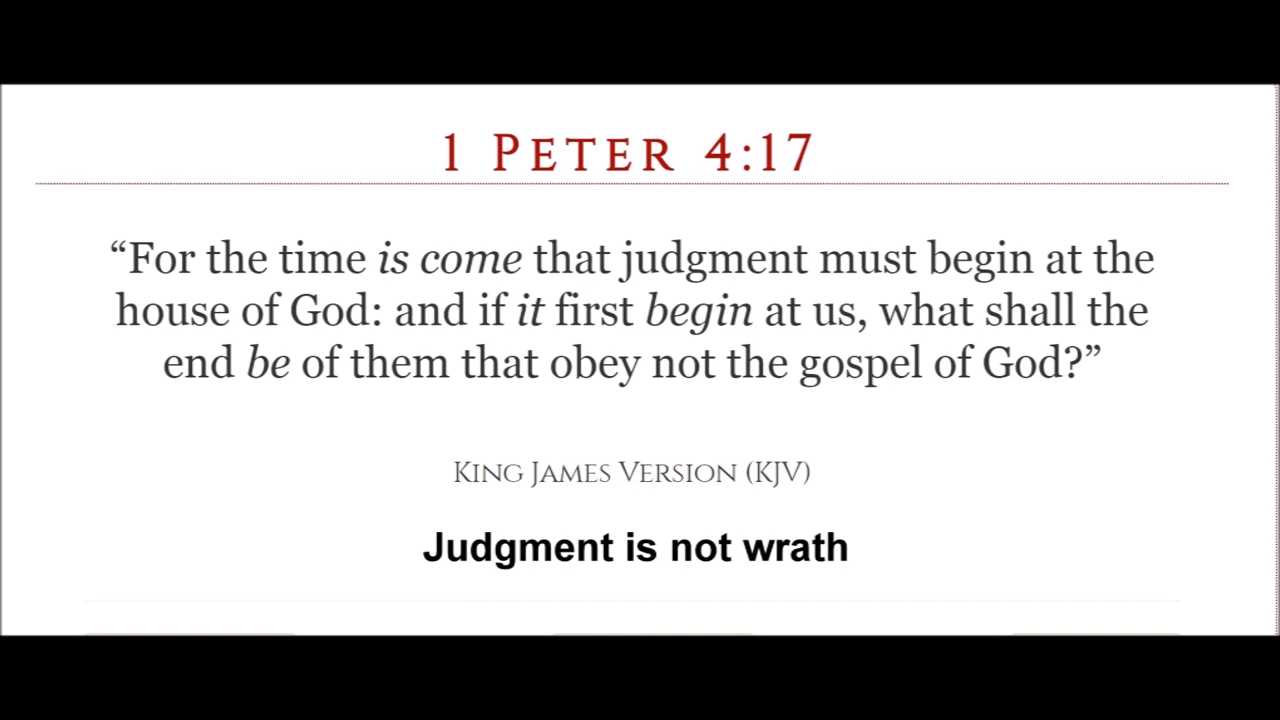 1 PETER 4:17
“For the time is come that judgment must begin at the
house of God: and if it first begin at us, what shall the
end be of them that obey not the gospel of God?”
KING JAMES VERSION (KJV)
Judgment is not wrath